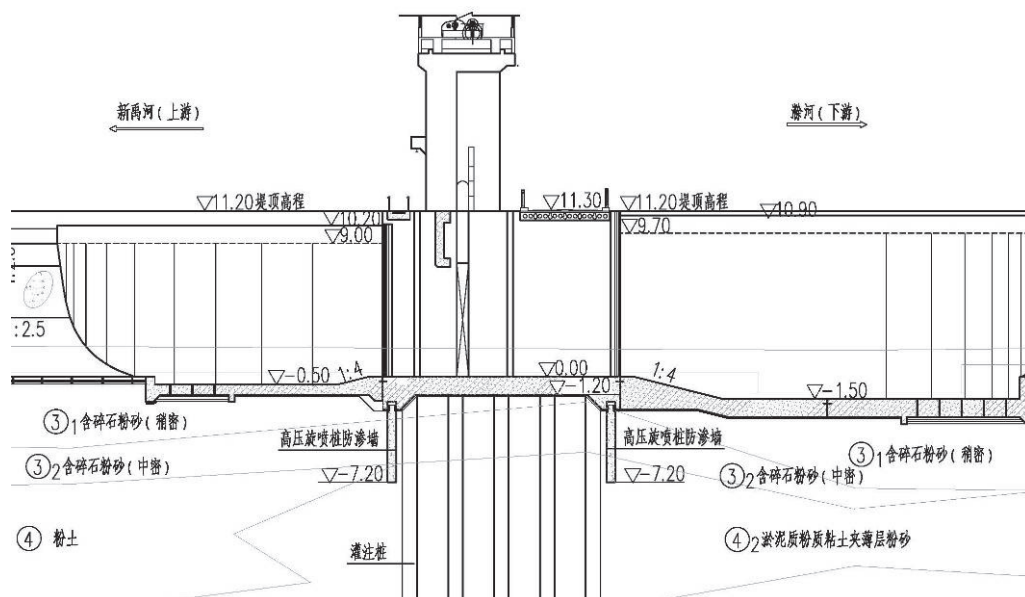 新禹河(上游)
滁河(下游)
▽11.20堤顶高程
▽11.30
▽11.20堤顶高程
▽10.20
▽10.90
▽9.00
▽9.70
:2.5
▽-0.50
1:4
▽0.00
▽-1.20
1:4
▽-1.50
③1含碎石粉砂(稍密)
高压旋喷桩防渗墙
高压旋喷桩防渗墙
③1含碎石粉砂(稍密)
③2含碎石粉砂(中密)
▽-7.20
▽-7.20
③2含碎石粉砂(中密)
④ 粉土
灌注桩
④2淤泥质粉质粘土夹薄层粉砂